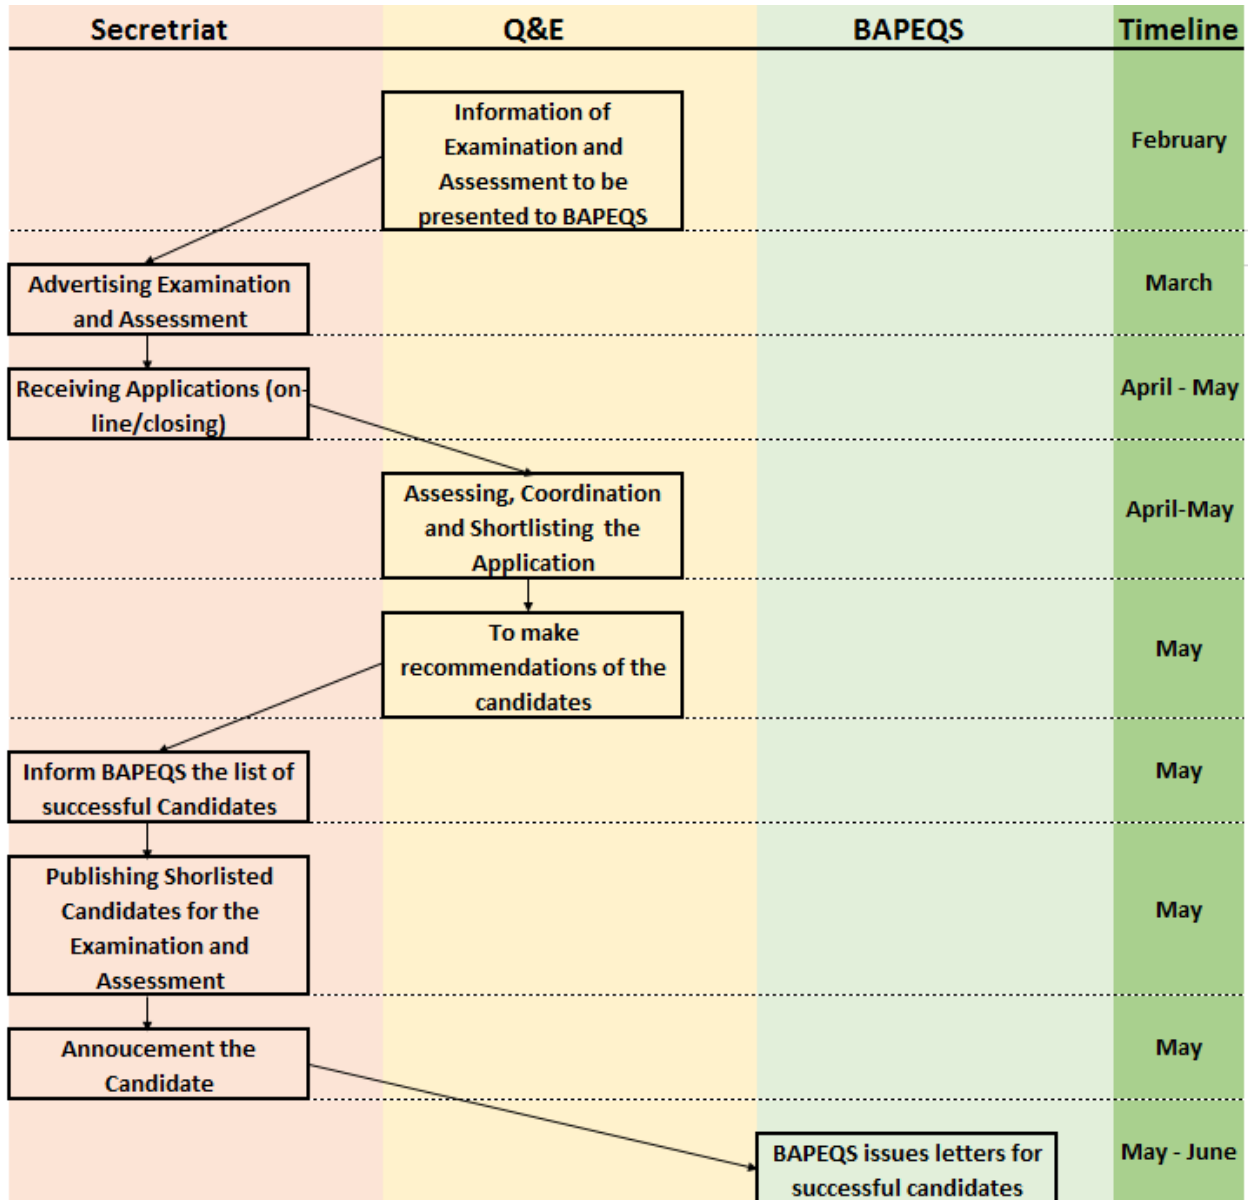 Secretriat
Q&E
BAPEQS
Timeline
Information of
Examination and
Assessment to be
presented to BAPEQS
February
Advertising Examination
and Assessment
March
Receiving Applications (on-
line/closing)
April - May
Assessing, Coordination
and Shortlisting the
Application
April-May
To make
recommendations of the
candidates
May
Inform BAPEQS the list of
successful Candidates
May
Publishing Shorlisted
Candidates for the
Examination and
Assessment
May
Annoucement the
Candidate
May
BAPEQS issues letters for
successful candidates
May - June